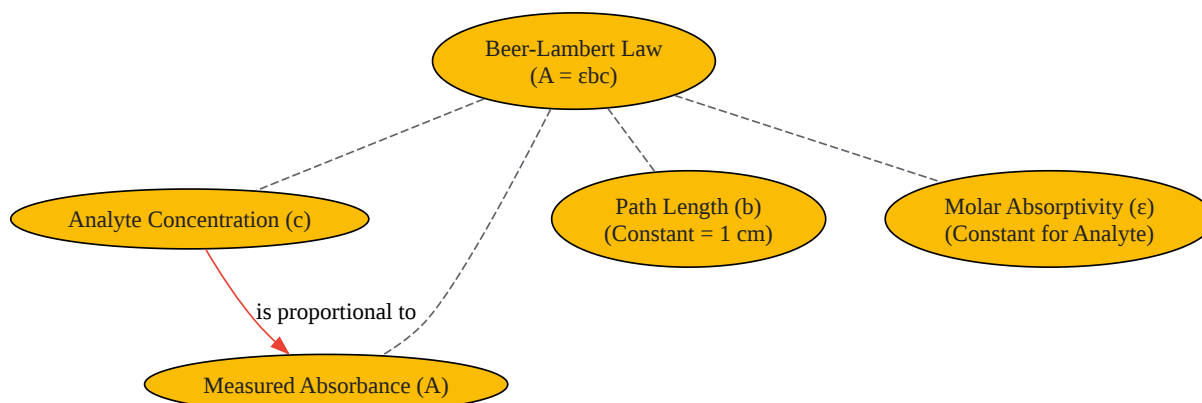 Beer-Lambert Law
(A = εbc)
Analyte Concentration (c)
Path Length (b)
(Constant = 1 cm)
Molar Absorptivity (ε)
(Constant for Analyte)
is proportional to
Measured Absorbance (A)